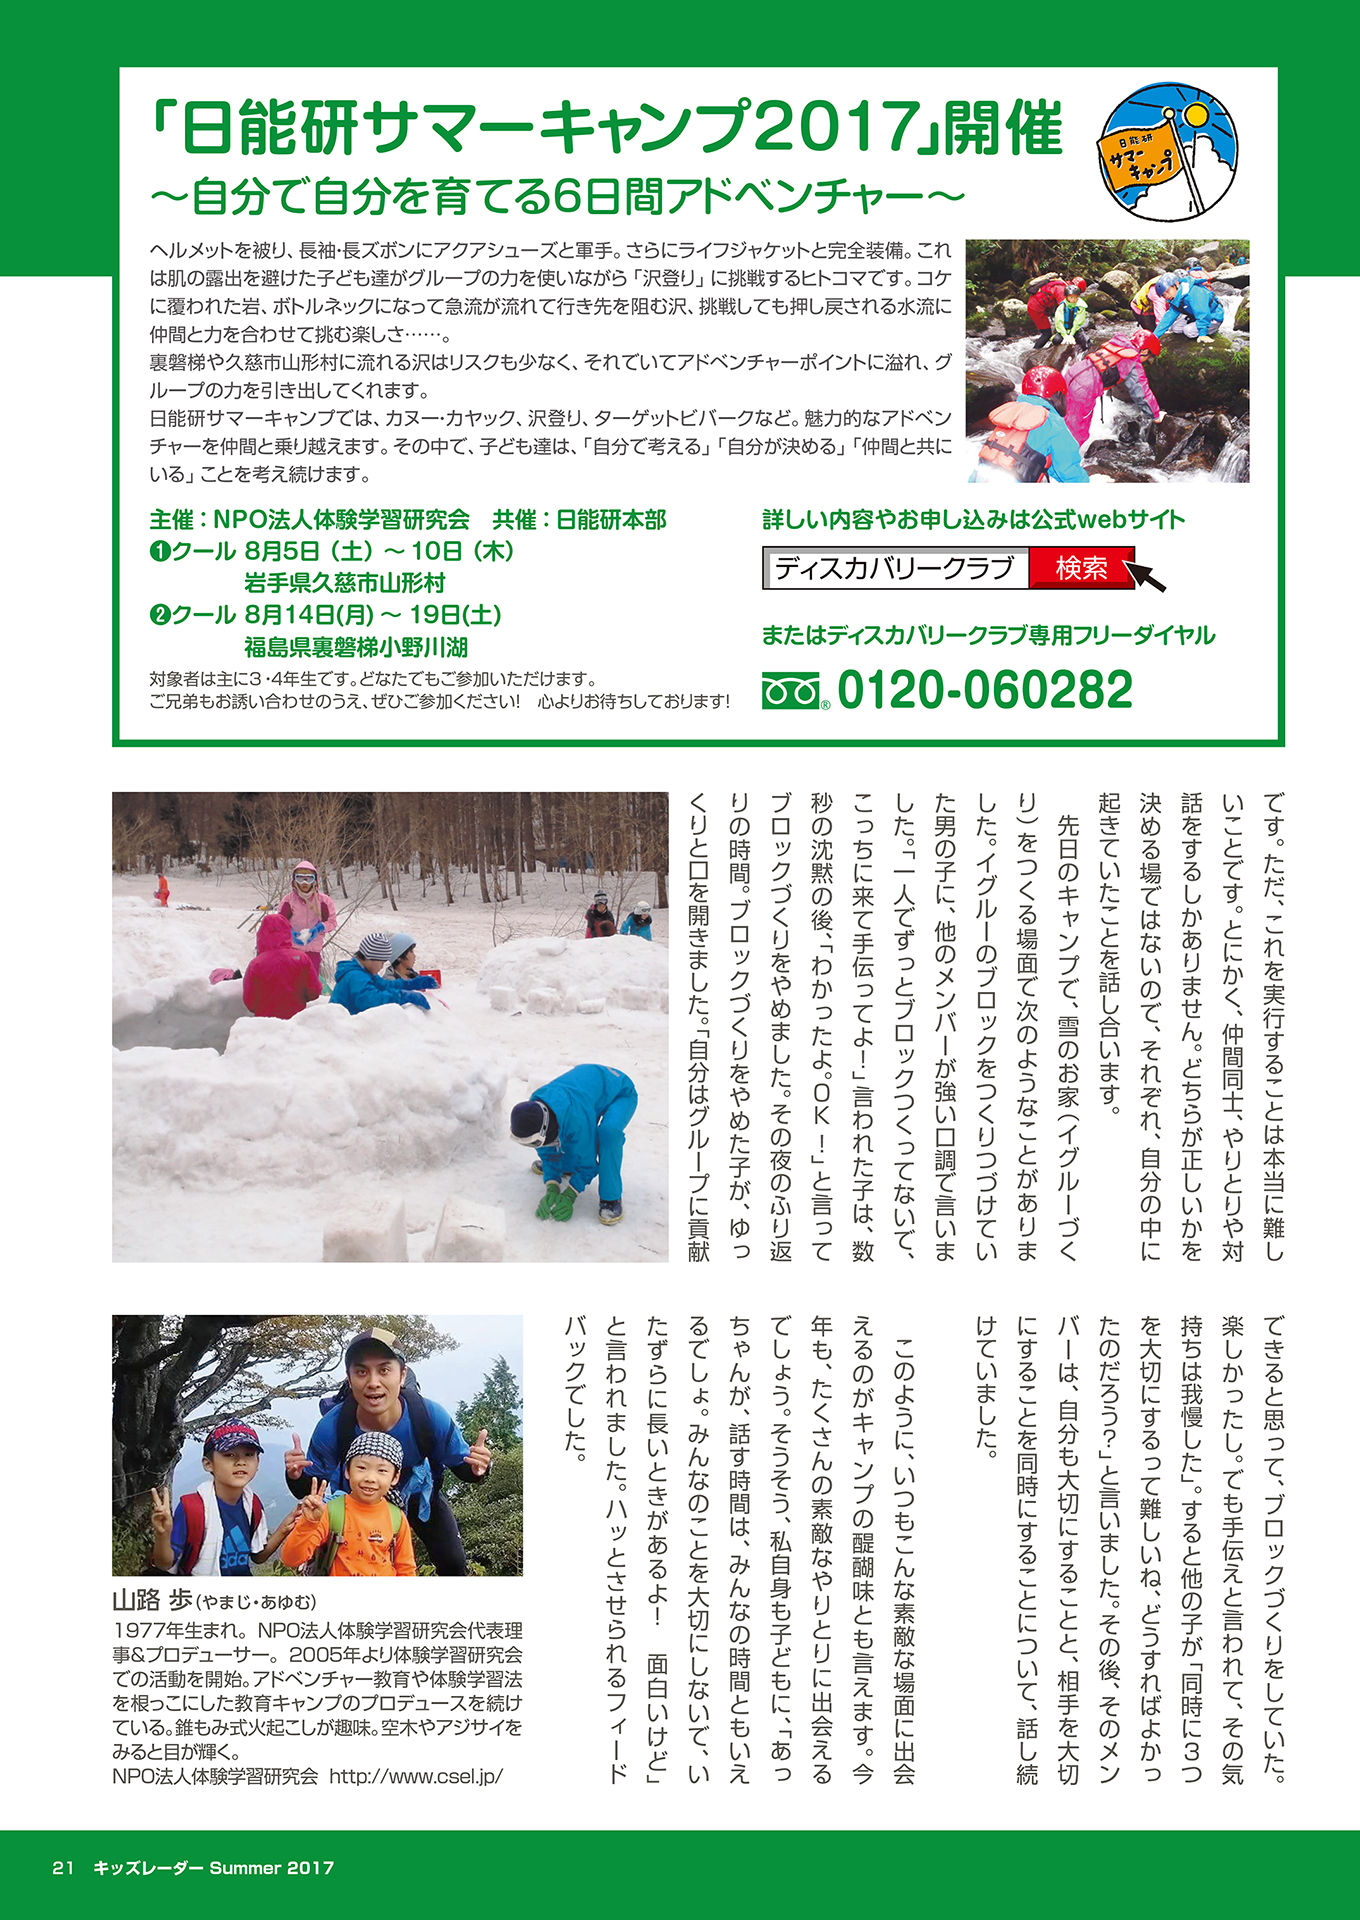 「日能研サマーキャンプ2017」開催
日能研
サマー
キャンプ
〜自分で自分を育てる6日間アドベンチャー〜
ヘルメットを被り、長袖・長ズボンにアクアシューズと軍手。さらにライフジャケットと完全装備。これ
は肌の露出を避けた子ども達がグループの力を使いながら「沢登り」に挑戦するヒトコマです。コケ
に覆われた岩、ボトルネックになって急流が流れて行き先を阻む沢、挑戦しても押し戻される水流に
仲間と力を合わせて挑む楽しさ……。
裏磐梯や久慈市山形村に流れる沢はリスクも少なく、それでいてアドベンチャーポイントに溢れ、グ
ループの力を引き出してくれます。
日能研サマーキャンプでは、カヌー・カヤック、沢登り、ターゲットビバークなど。魅力的なアドベン
チャーを仲間と乗り越えます。その中で、子ども達は、「自分で考える」「自分が決める」「仲間と共に
いる」ことを考え続けます。
主催：NPO法人体験学習研究会　共催：日能研本部
❶クール 8月5日（土）〜10日（木）
岩手県久慈市山形村
❷クール 8月14日(月)〜 19日(土)
福島県裏磐梯小野川湖
対象者は主に3・4年生です。どなたでもご参加いただけます。
ご兄弟もお誘い合わせのうえ、ぜひご参加ください！　心よりお待ちしております！
詳しい内容やお申し込みは公式webサイト
ディスカバリークラブ 検索
またはディスカバリークラブ専用フリーダイヤル
® 0120-060282
です。ただ、これを実行することは本当に難し
いことです。とにかく、仲間同士、やりとりや対
話をするしかありません。どちらが正しいかを
決める場ではないので、それぞれ、自分の中に
起きていたことを話し合います。
　先日のキャンプで、雪のお家（イグルーづく
り）をつくる場面で次のようなことがありま
した。イグルーのブロックをつくりつづけてい
た男の子に、他のメンバーが強い口調で言いま
した。「一人でずっとブロックつくってないで、
こっちに来て手伝ってよ！」言われた子は、数
秒の沈黙の後、「わかったよ。OK！」と言って
ブロックづくりをやめました。その夜のふり返
りの時間。ブロックづくりをやめた子が、ゆっ
くりと口を開きました。「自分はグループに貢献
できると思って、ブロックづくりをしていた。
楽しかったし。でも手伝えと言われて、その気
持ちは我慢した」。すると他の子が「同時に3つ
を大切にするって難しいね、どうすればよかっ
たのだろう？」と言いました。その後、そのメン
バーは、自分も大切にすることと、相手を大切
にすることを同時にすることについて、話し続
けていました。
　このように、いつもこんな素敵な場面に出会
えるのがキャンプの醍醐味とも言えます。今
年も、たくさんの素敵なやりとりに出会える
でしょう。そうそう、私自身も子どもに、「あっ
ちゃんが、話す時間は、みんなの時間ともいえ
るでしょ。みんなのことを大切にしないで、い
たずらに長いときがあるよ！　面白いけど」
と言われました。ハッとさせられるフィード
バックでした。
adidas
山路 歩（やまじ・あゆむ）
1977年生まれ。NPO法人体験学習研究会代表理
事&プロデューサー。2005年より体験学習研究会
での活動を開始。アドベンチャー教育や体験学習法
を根っこにした教育キャンプのプロデュースを続け
ている。錐もみ式火起こしが趣味。空木やアジサイを
みると目が輝く。
NPO法人体験学習研究会 http://www.csel.jp/
21 キッズレーダー Summer 2017